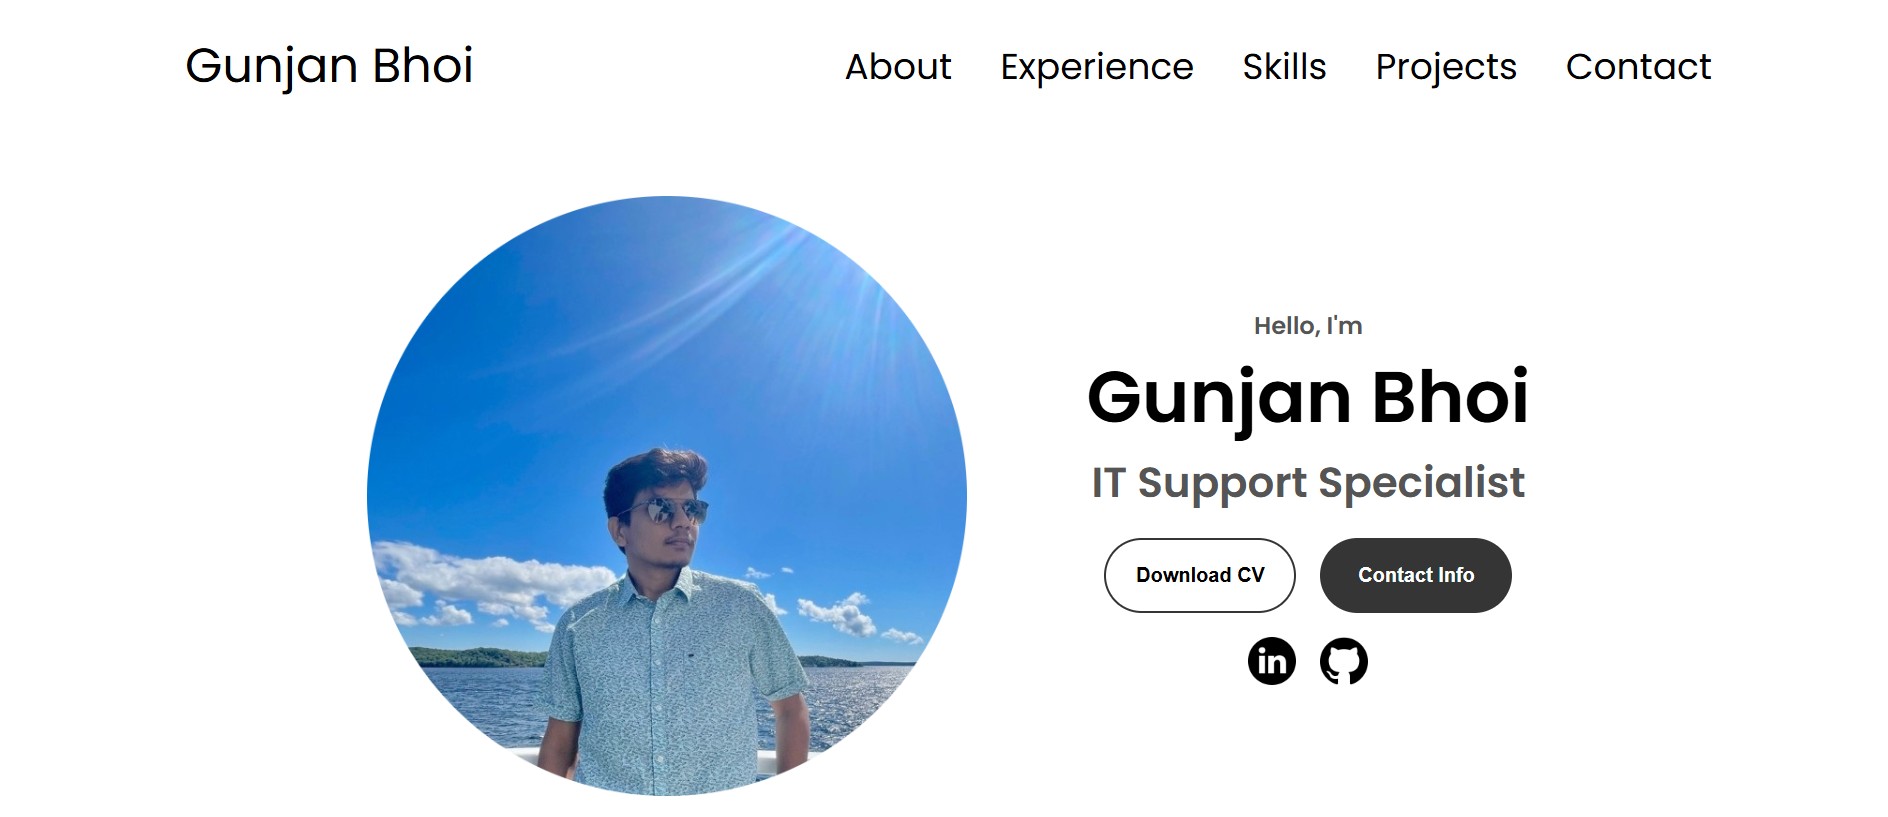 Gunjan Bhoi
About Experience Skills Projects Contact
Hello, I'm
Gunjan Bhoi
IT Support Specialist
Download CV
Contact Info
in